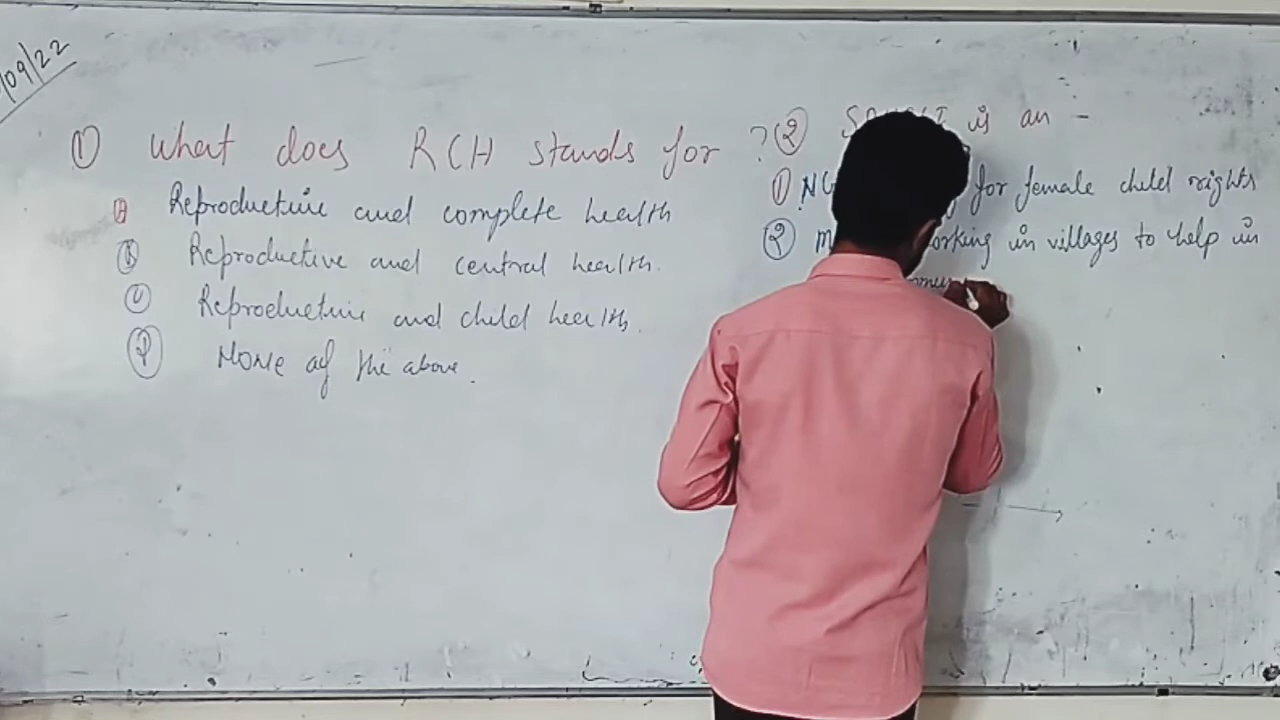 /09/22
① What does RCH stands for ?
A Reproductive and complete health
B Reproductive and central health.
C Reproductive and child health.
D None of the above.
② is an -
① for female child rights
② working in villages to help in